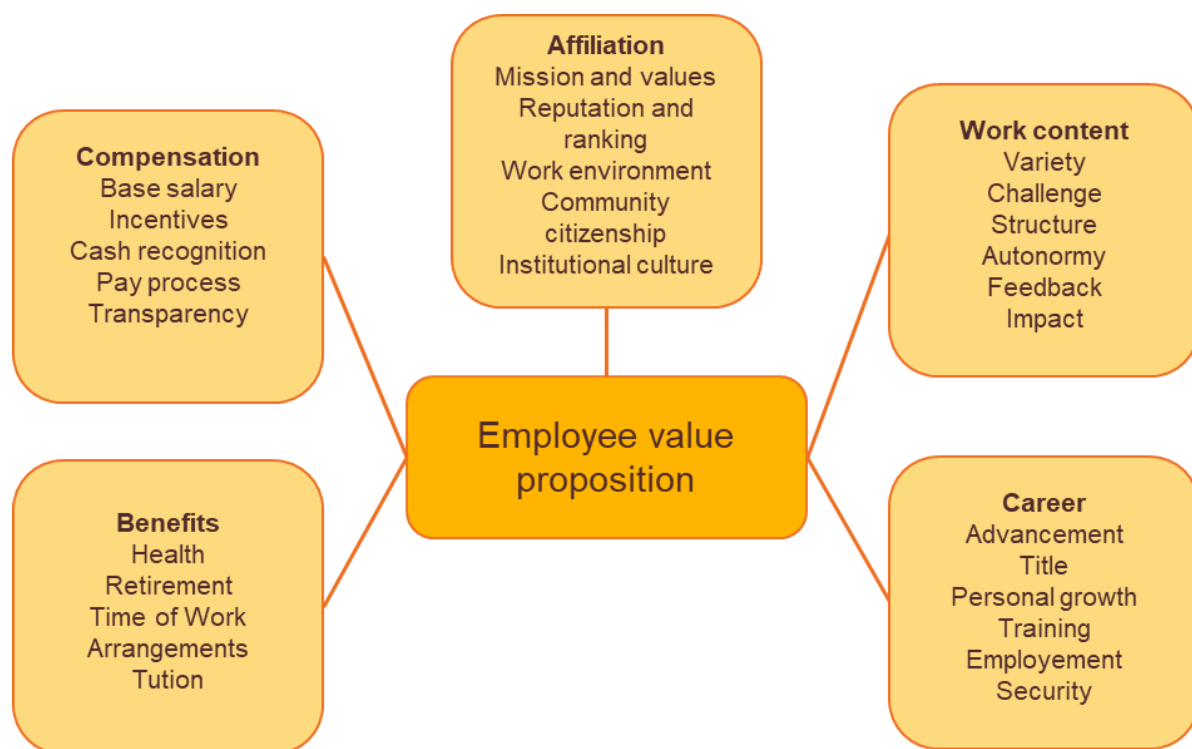 Affiliation
Mission and values
Reputation and
ranking
Work environment
Community
citizenship
Institutional culture
Compensation
Base salary
Incentives
Cash recognition
Pay process
Transparency
Work content
Variety
Challenge
Structure
Autonormy
Feedback
Impact
Employee value
proposition
Benefits
Health
Retirement
Time of Work
Arrangements
Tution
Career
Advancement
Title
Personal growth
Training
Employement
Security